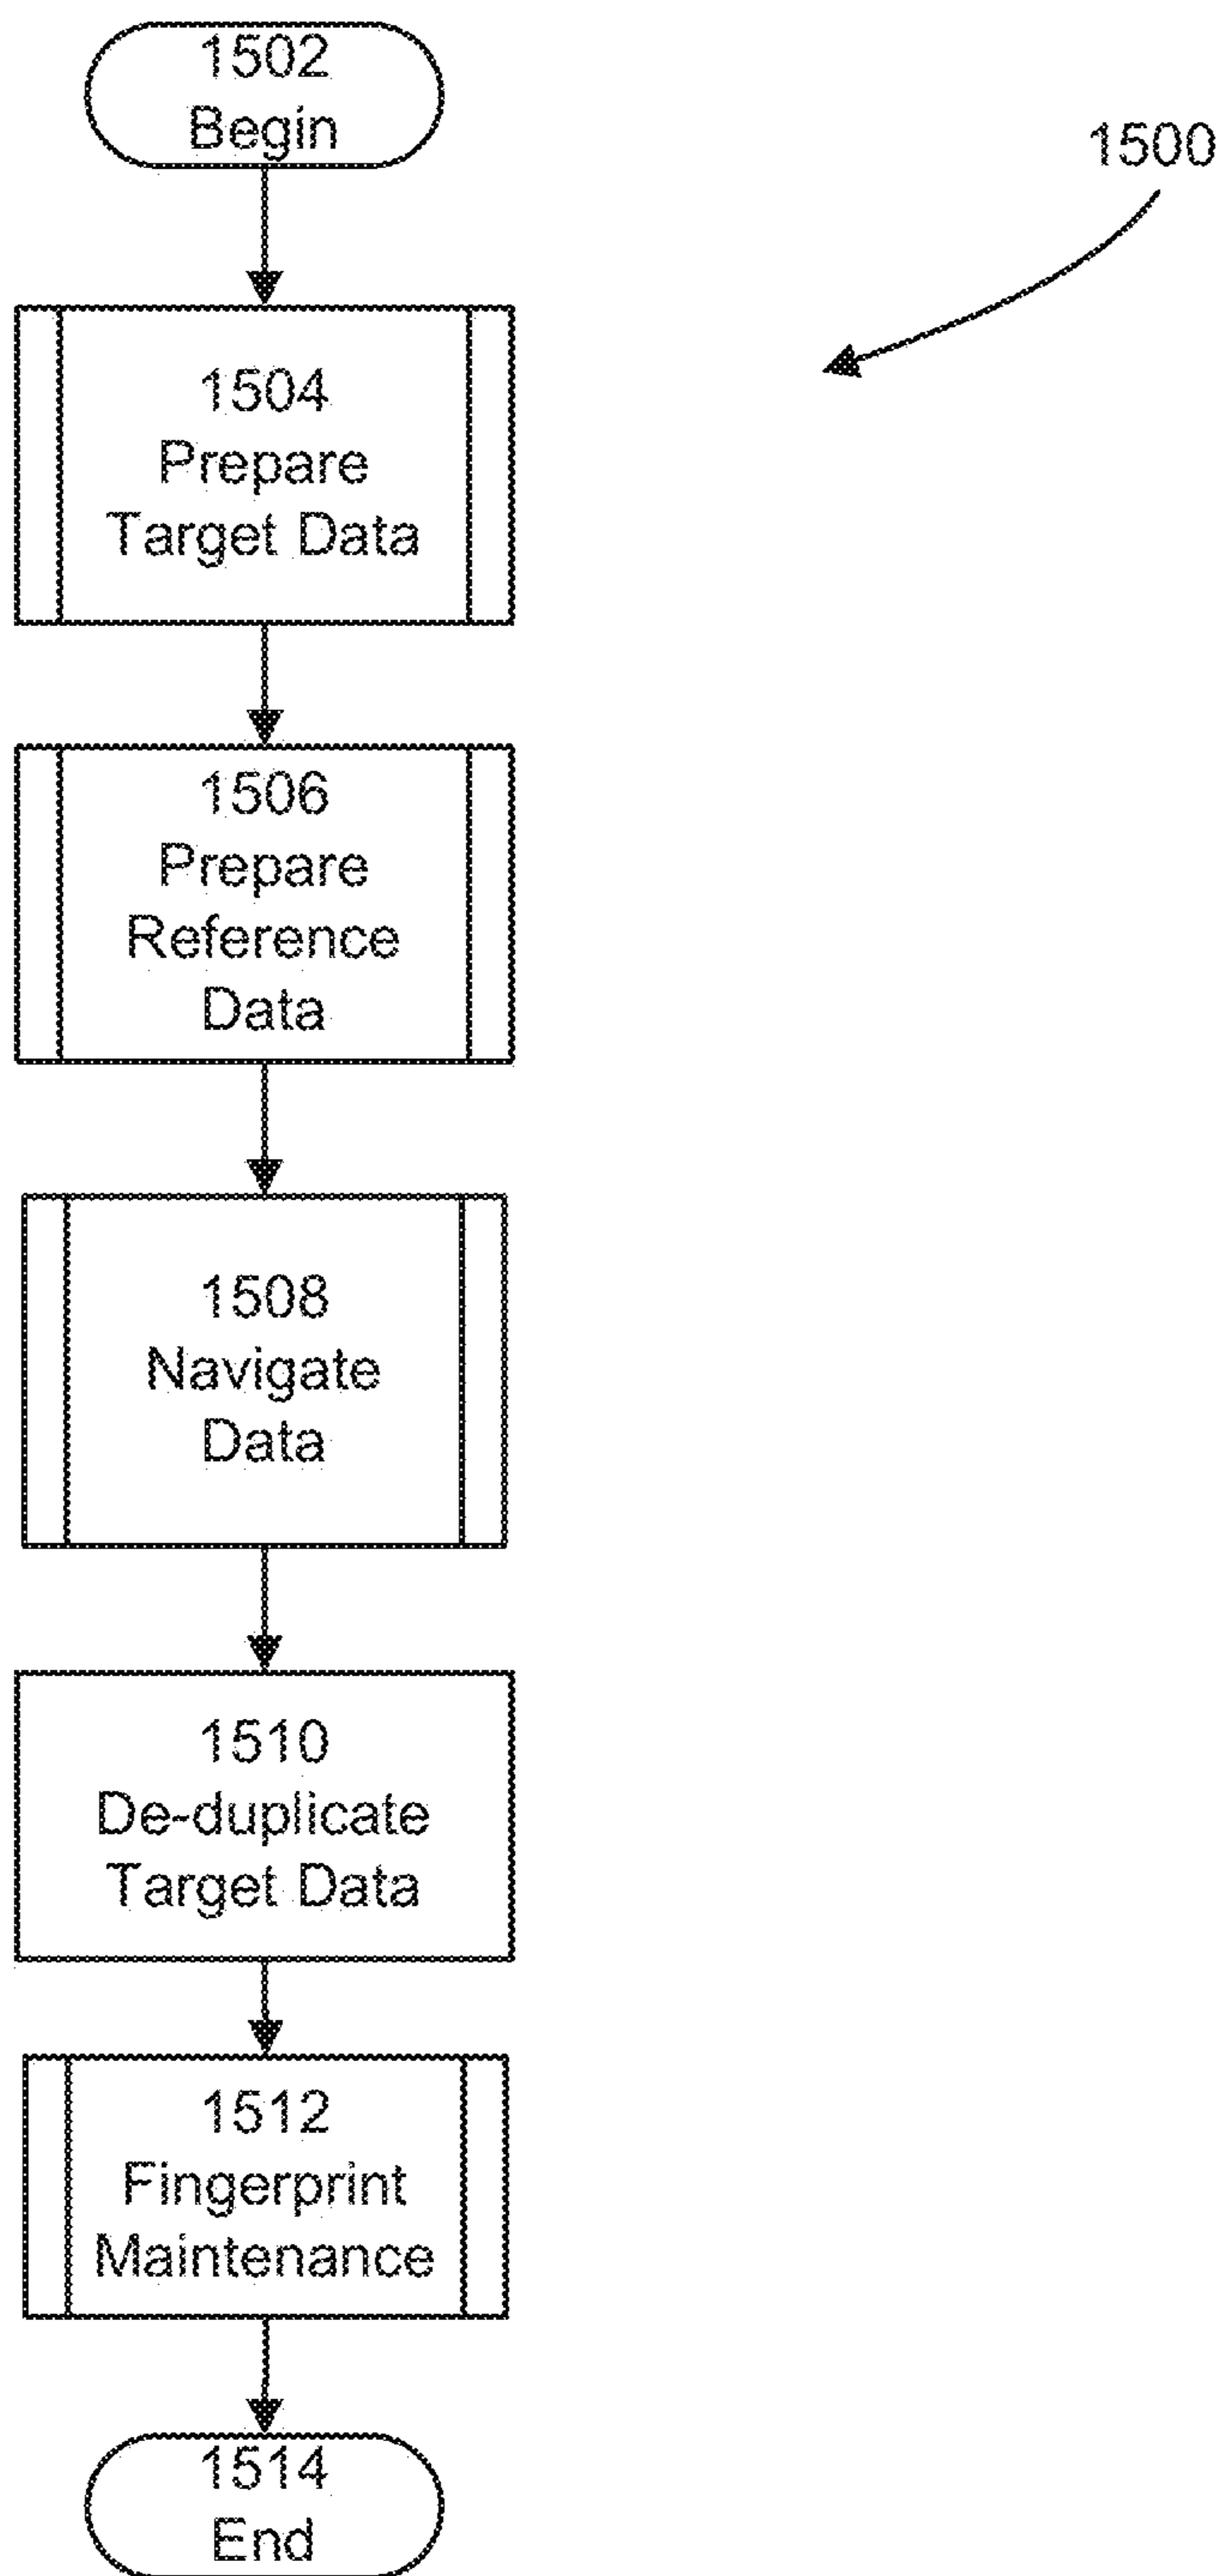 1502
Begin
1500
1504
Prepare
Target Data
1506
Prepare
Reference
Data
1508
Navigate
Data
1510
De-duplicate
Target Data
1512
Fingerprint
Maintenance
1514
End